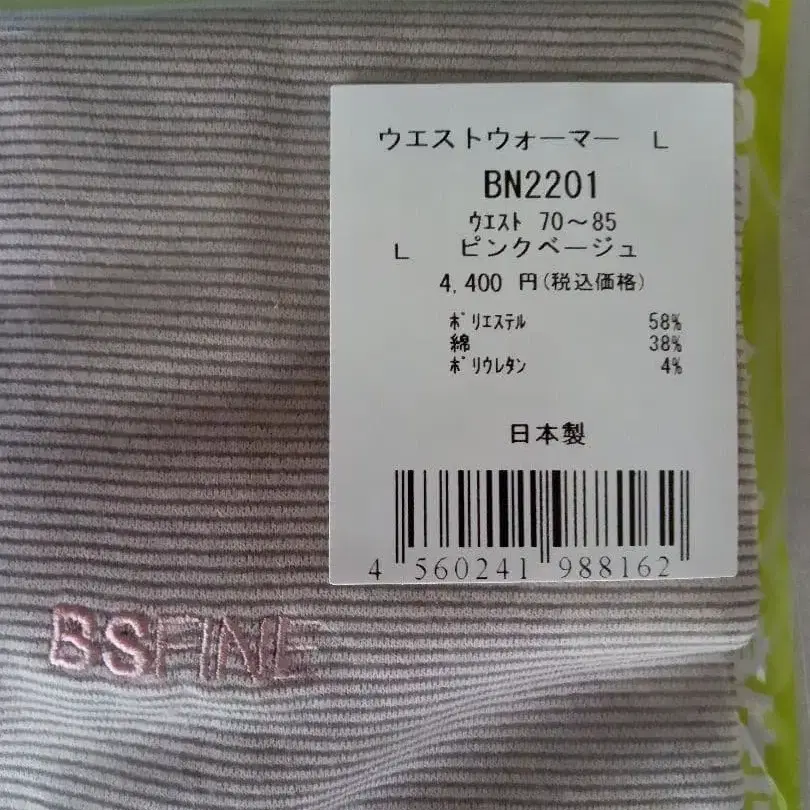 ウエストウォーマー L
BN2201
ｳｴｽﾄ 70～85
L ピンクベージュ
4,400 円(税込価格)
ﾎﾟﾘｴｽﾃﾙ 58%
綿 38%
ﾎﾟﾘｳﾚﾀﾝ 4%
日本製
4 560241 988162
BSFINE